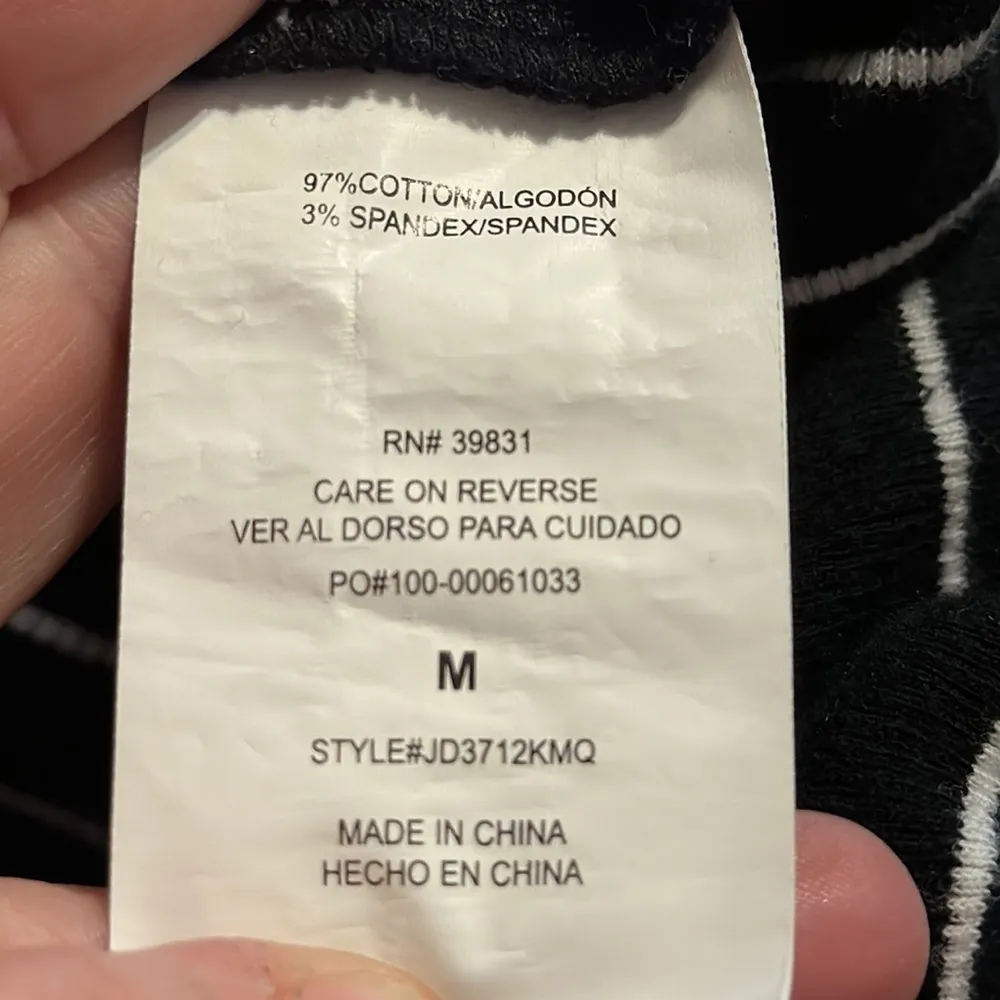 97%COTTON/ALGODÓN
3% SPANDEX/SPANDEX
RN# 39831
CARE ON REVERSE
VER AL DORSO PARA CUIDADO
PO#100-00061033
M
STYLE#JD3712KMQ
MADE IN CHINA
HECHO EN CHINA